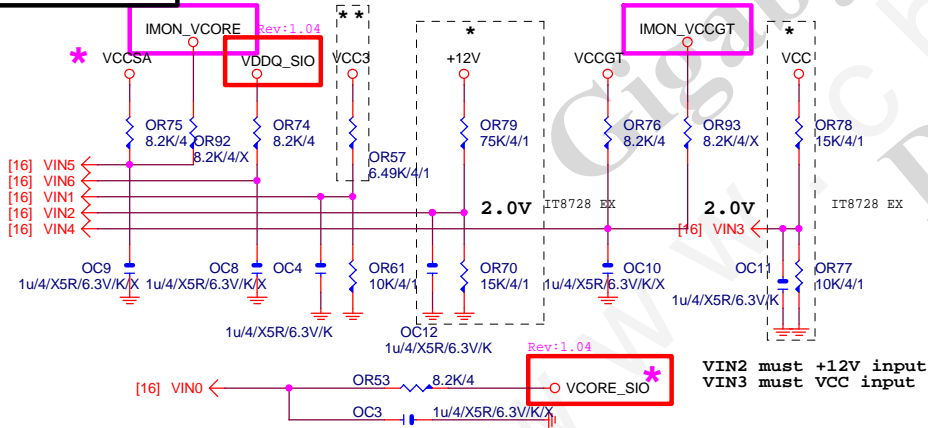 IMON_VCORE
Rev:1.04
* *
IMON_VCCGT
* VCCSA
VDDQ_SIO
VCC3
*
+12V
VCCGT
*
VCC
OR75
8.2K/4
OR92
8.2K/4/X
OR74
8.2K/4
OR57
6.49K/4/1
OR79
75K/4/1
OR76
8.2K/4
OR93
8.2K/4/X
OR78
15K/4/1
[16] VIN5
[16] VIN6
[16] VIN1
[16] VIN2
[16] VIN4
2.0V
IT8728 EX
2.0V
IT8728 EX
[16] VIN3
OC9
1u/4/X5R/6.3V/K/X
OC8
1u/4/X5R/6.3V/K/X
OC4
1u/4/X5R/6.3V/K
OR61
10K/4/1
OC12
1u/4/X5R/6.3V/K
OR70
15K/4/1
OC10
1u/4/X5R/6.3V/K/X
OC11
1u/4/X5R/6.3V/K
OR77
10K/4/1
Rev:1.04
[16] VIN0
OR53
8.2K/4
VCORE_SIO *
OC3
1u/4/X5R/6.3V/K/X
VIN2 must +12V input
VIN3 must VCC input